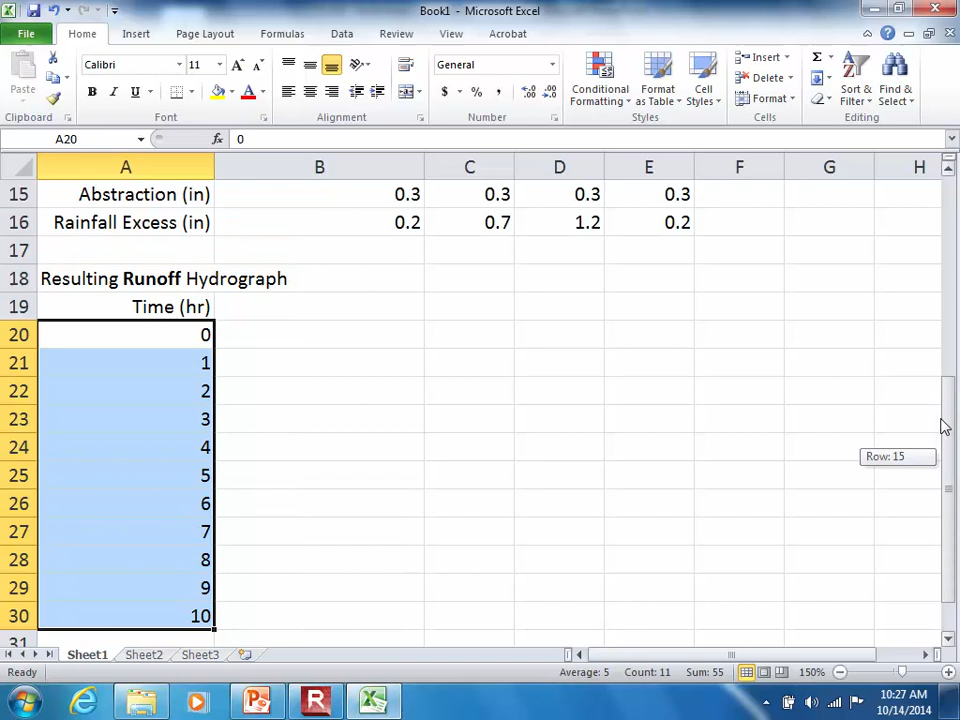 Book1 - Microsoft Excel
File Home Insert Page Layout Formulas Data Review View Acrobat
Paste
Calibri 11
B I U
A
General
$ % ,
Conditional Formatting
Format as Table
Cell Styles
Insert
Delete
Format
Σ
Sort & Filter
Find & Select
Clipboard Font Alignment Number Styles Cells Editing
A20 fx 0
A B C D E F G H
15 Abstraction (in) 0.3 0.3 0.3 0.3
16 Rainfall Excess (in) 0.2 0.7 1.2 0.2
17
18 Resulting Runoff Hydrograph
19 Time (hr)
20 0
21 1
22 2
23 3
24 4
25 5
26 6
27 7
28 8
29 9
30 10
31
Row: 15
Sheet1 Sheet2 Sheet3
Ready Average: 5 Count: 11 Sum: 55 150%
10:27 AM
10/14/2014